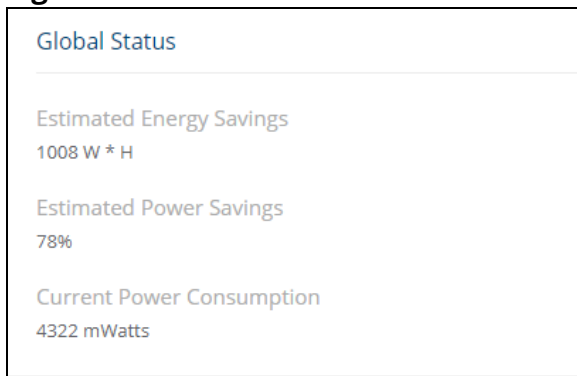 Global Status
Estimated Energy Savings
1008 W * H
Estimated Power Savings
78%
Current Power Consumption
4322 mWatts